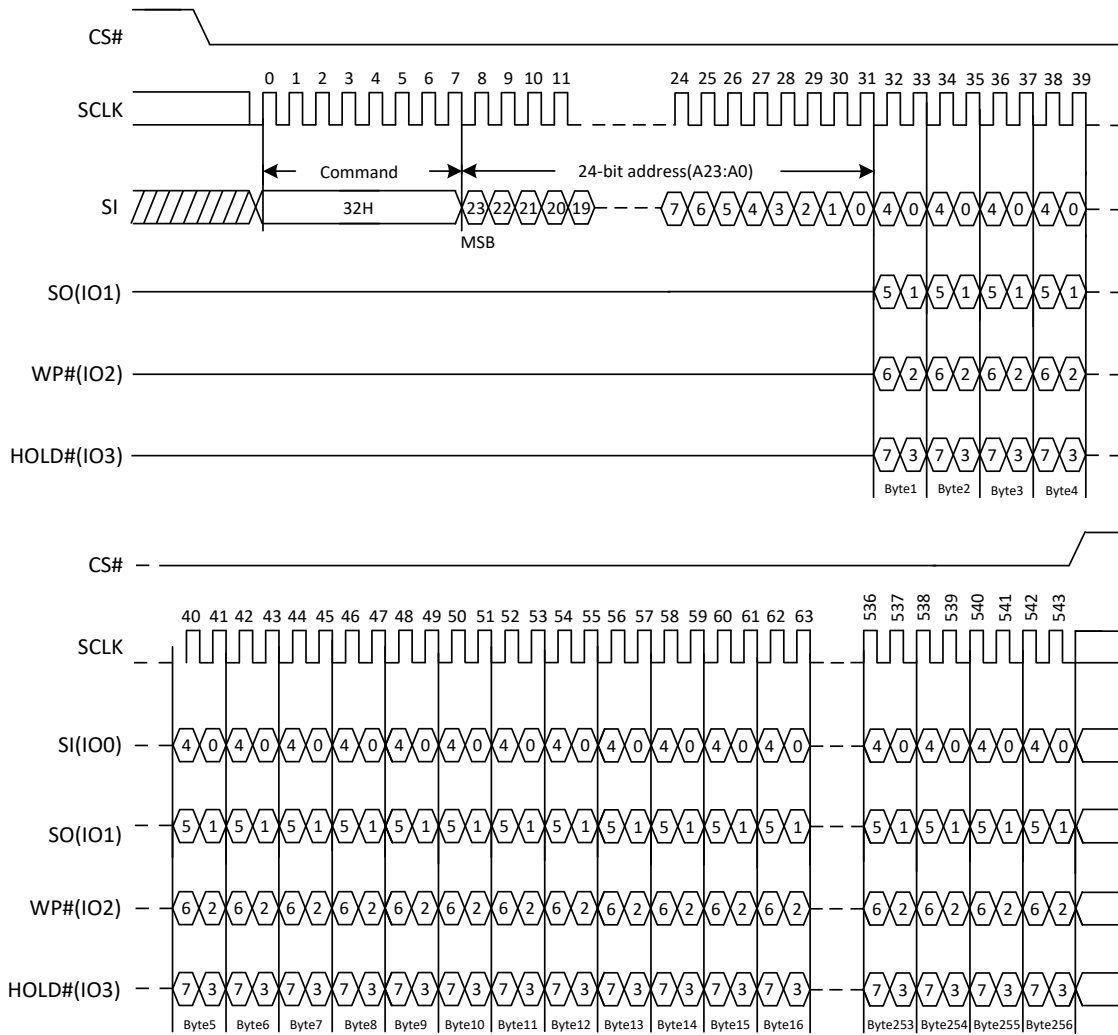 CS#
0 1 2 3 4 5 6 7 8 9 10 11 24 25 26 27 28 29 30 31 32 33 34 35 36 37 38 39
SCLK
Command 24-bit address(A23:A0)
SI 32H 23 22 21 20 19 7 6 5 4 3 2 1 0 4 0 4 0 4 0 4 0
MSB
SO(IO1) 5 1 5 1 5 1 5 1
WP#(IO2) 6 2 6 2 6 2 6 2
HOLD#(IO3) 7 3 7 3 7 3 7 3
Byte1 Byte2 Byte3 Byte4
CS#
40 41 42 43 44 45 46 47 48 49 50 51 52 53 54 55 56 57 58 59 60 61 62 63 536 537 538 539 540 541 542 543
SCLK
SI(IO0) 4 0 4 0 4 0 4 0 4 0 4 0 4 0 4 0 4 0 4 0 4 0 4 0 4 0 4 0 4 0 4 0
SO(IO1) 5 1 5 1 5 1 5 1 5 1 5 1 5 1 5 1 5 1 5 1 5 1 5 1 5 1 5 1 5 1 5 1
WP#(IO2) 6 2 6 2 6 2 6 2 6 2 6 2 6 2 6 2 6 2 6 2 6 2 6 2 6 2 6 2 6 2 6 2
HOLD#(IO3) 7 3 7 3 7 3 7 3 7 3 7 3 7 3 7 3 7 3 7 3 7 3 7 3 7 3 7 3 7 3 7 3
Byte5 Byte6 Byte7 Byte8 Byte9 Byte10 Byte11 Byte12 Byte13 Byte14 Byte15 Byte16 Byte253 Byte254 Byte255 Byte256